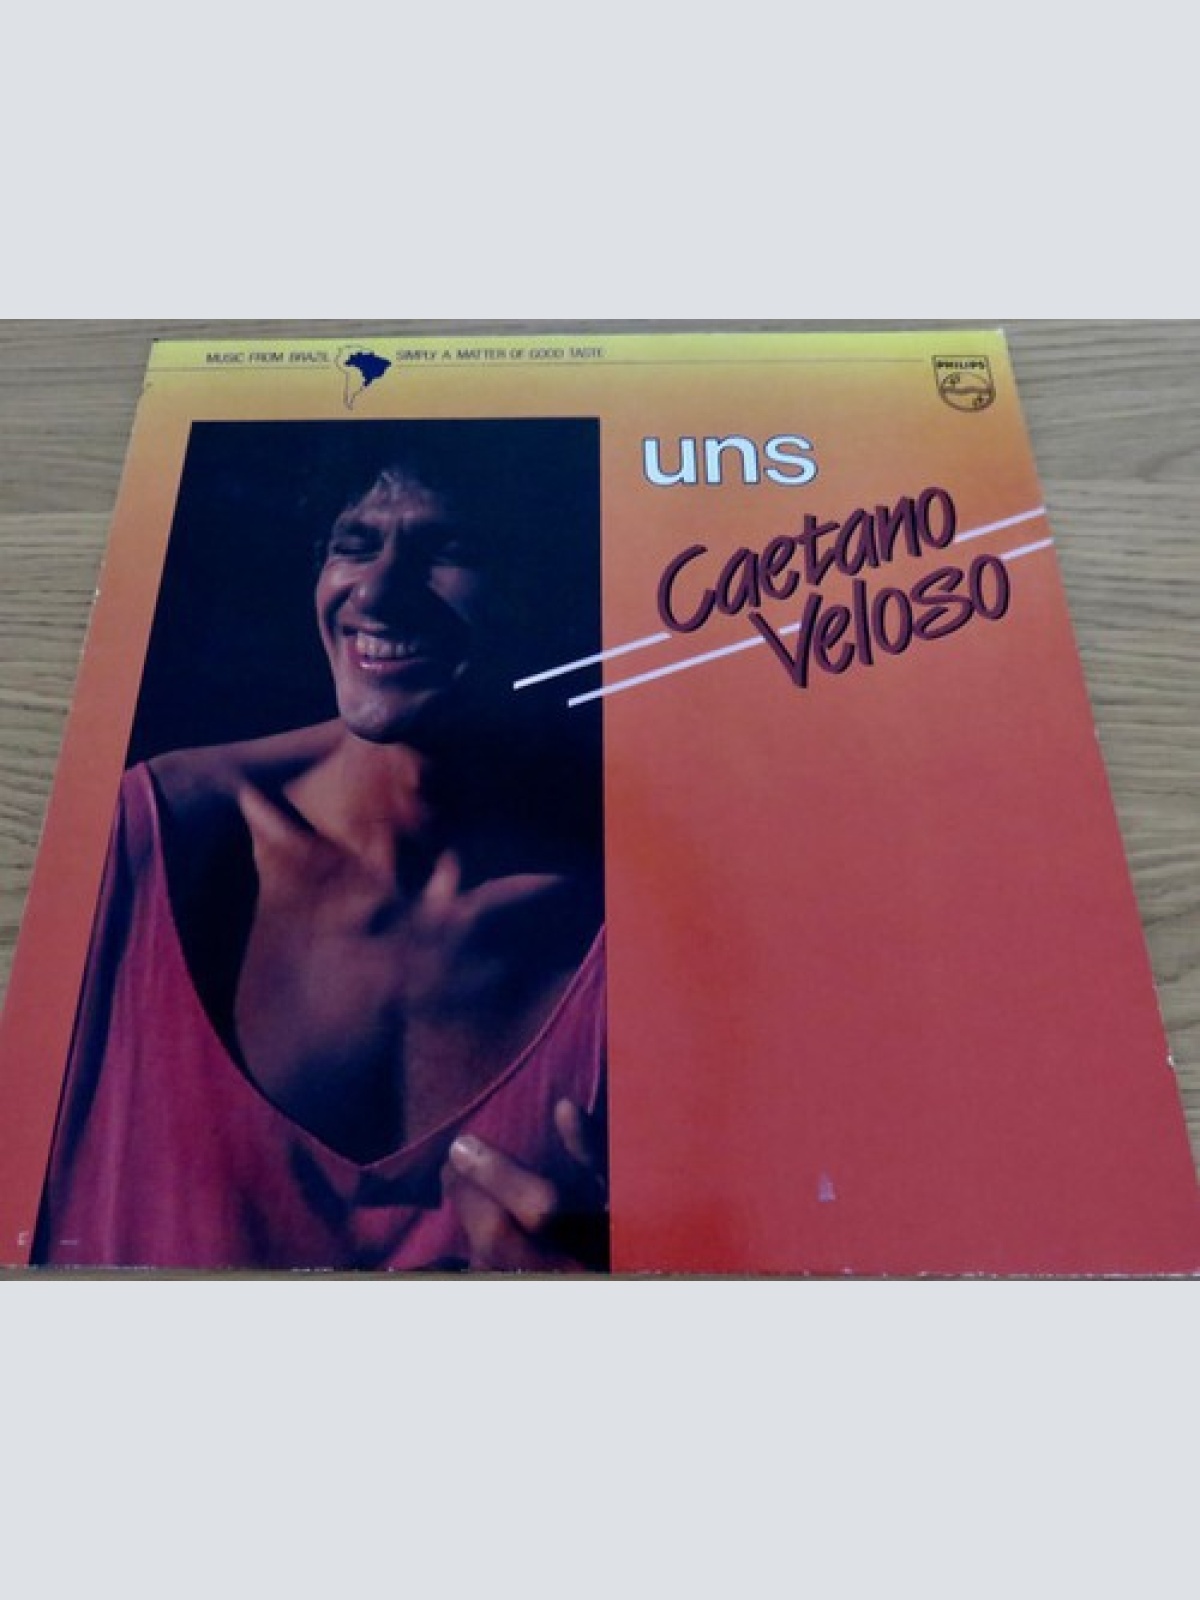 MUSIC FROM BRAZIL SIMPLY A MATTER OF GOOD TASTE
PHILIPS
uns
Caetano
Veloso